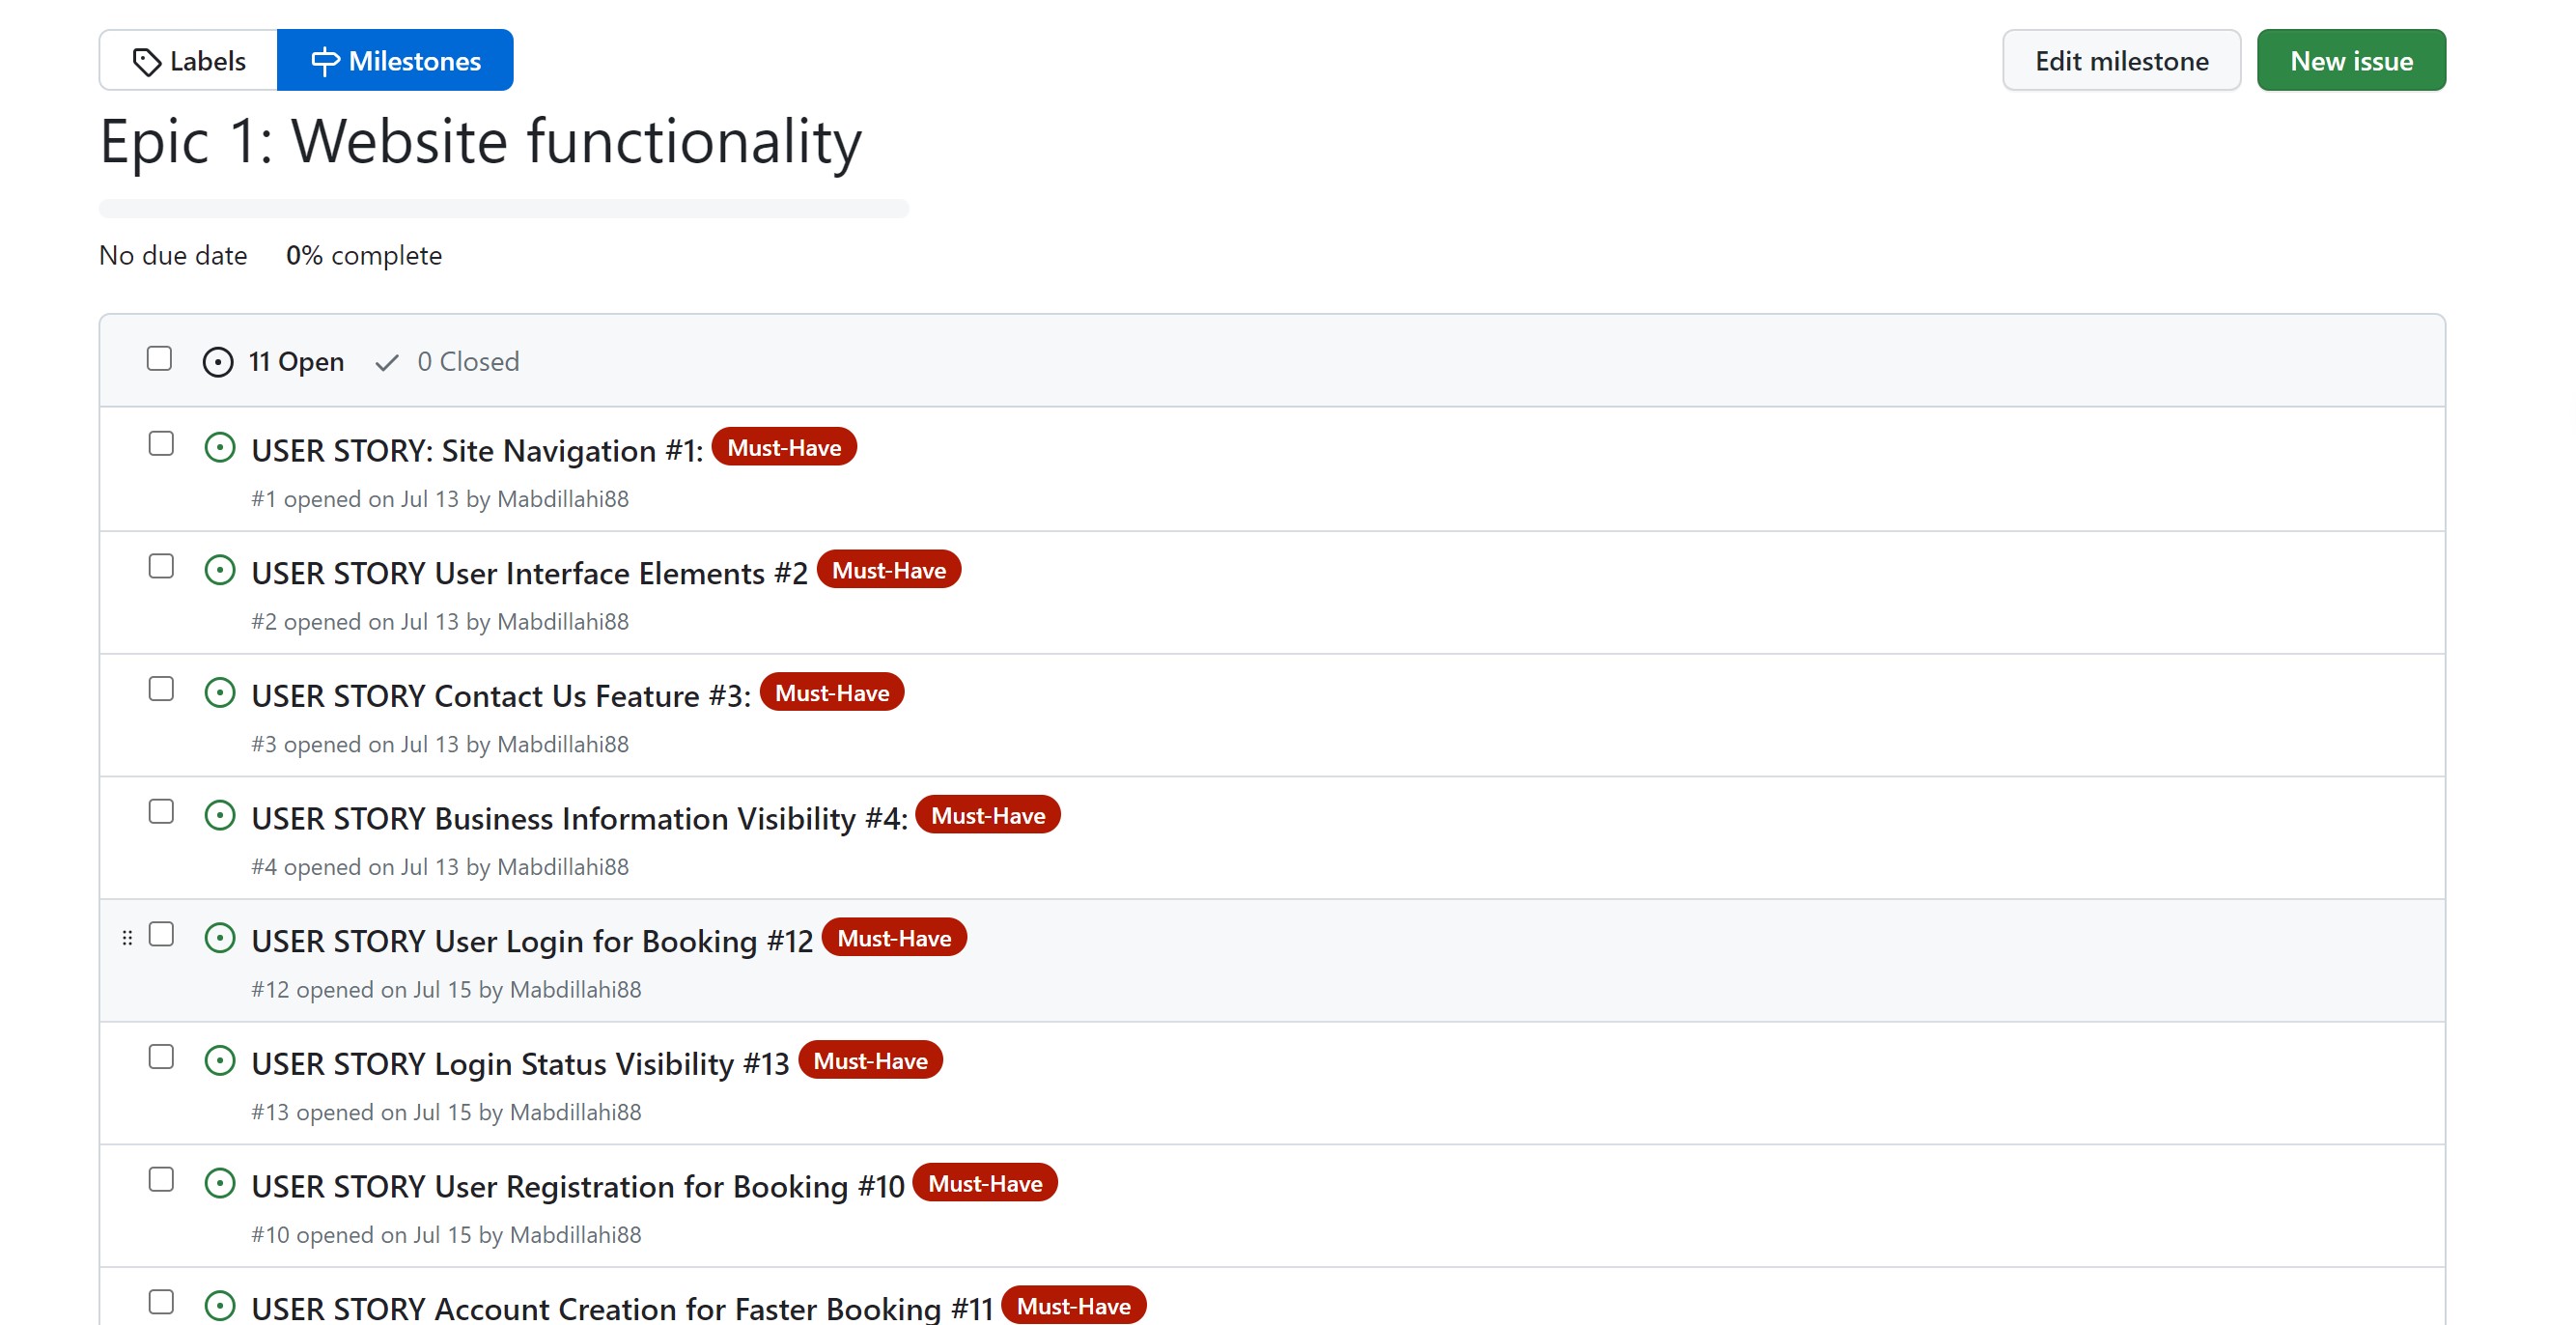 Labels Milestones Edit milestone New issue
Epic 1: Website functionality
No due date 0% complete
11 Open 0 Closed
USER STORY: Site Navigation #1: Must-Have
#1 opened on Jul 13 by Mabdillahi88
USER STORY User Interface Elements #2 Must-Have
#2 opened on Jul 13 by Mabdillahi88
USER STORY Contact Us Feature #3: Must-Have
#3 opened on Jul 13 by Mabdillahi88
USER STORY Business Information Visibility #4: Must-Have
#4 opened on Jul 13 by Mabdillahi88
USER STORY User Login for Booking #12 Must-Have
#12 opened on Jul 15 by Mabdillahi88
USER STORY Login Status Visibility #13 Must-Have
#13 opened on Jul 15 by Mabdillahi88
USER STORY User Registration for Booking #10 Must-Have
#10 opened on Jul 15 by Mabdillahi88
USER STORY Account Creation for Faster Booking #11 Must-Have